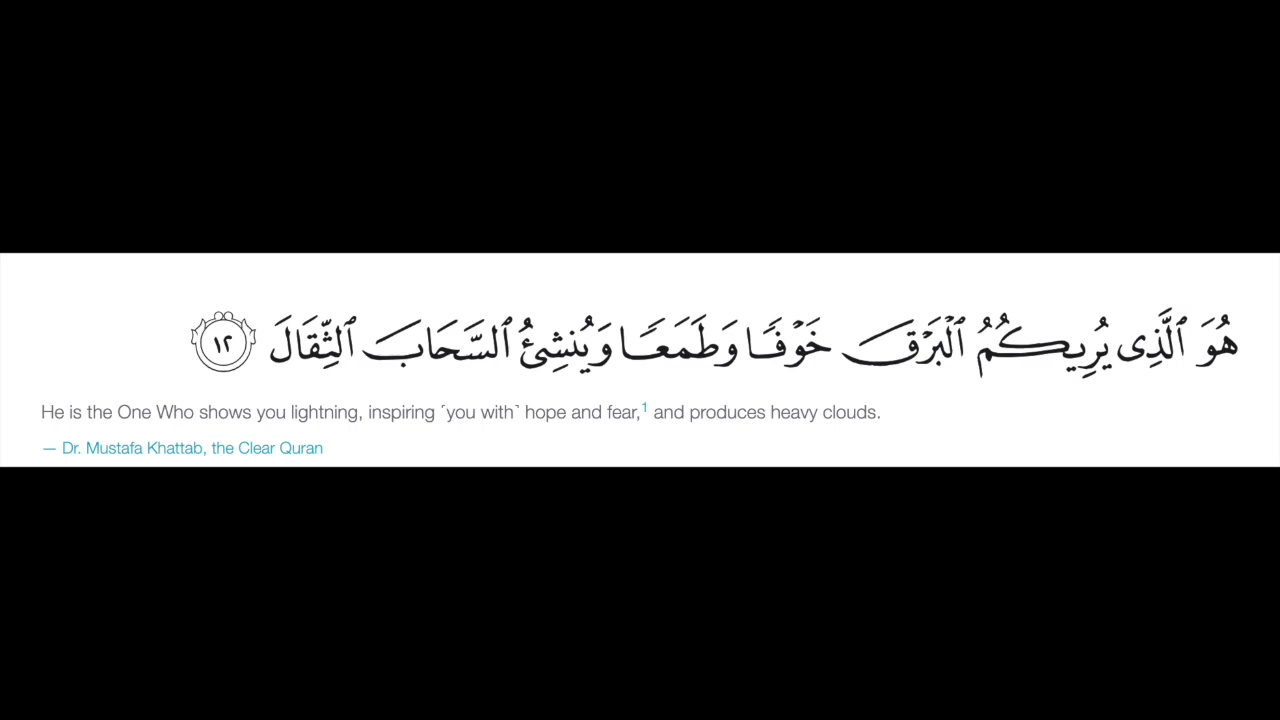 هُوَ ٱلَّذِى يُرِيكُمُ ٱلْبَرْقَ خَوْفًا وَطَمَعًا وَيُنشِئُ ٱلسَّحَابَ ٱلثِّقَالَ ١٢
He is the One Who shows you lightning, inspiring ˹you with˺ hope and fear,1 and produces heavy clouds.
— Dr. Mustafa Khattab, the Clear Quran